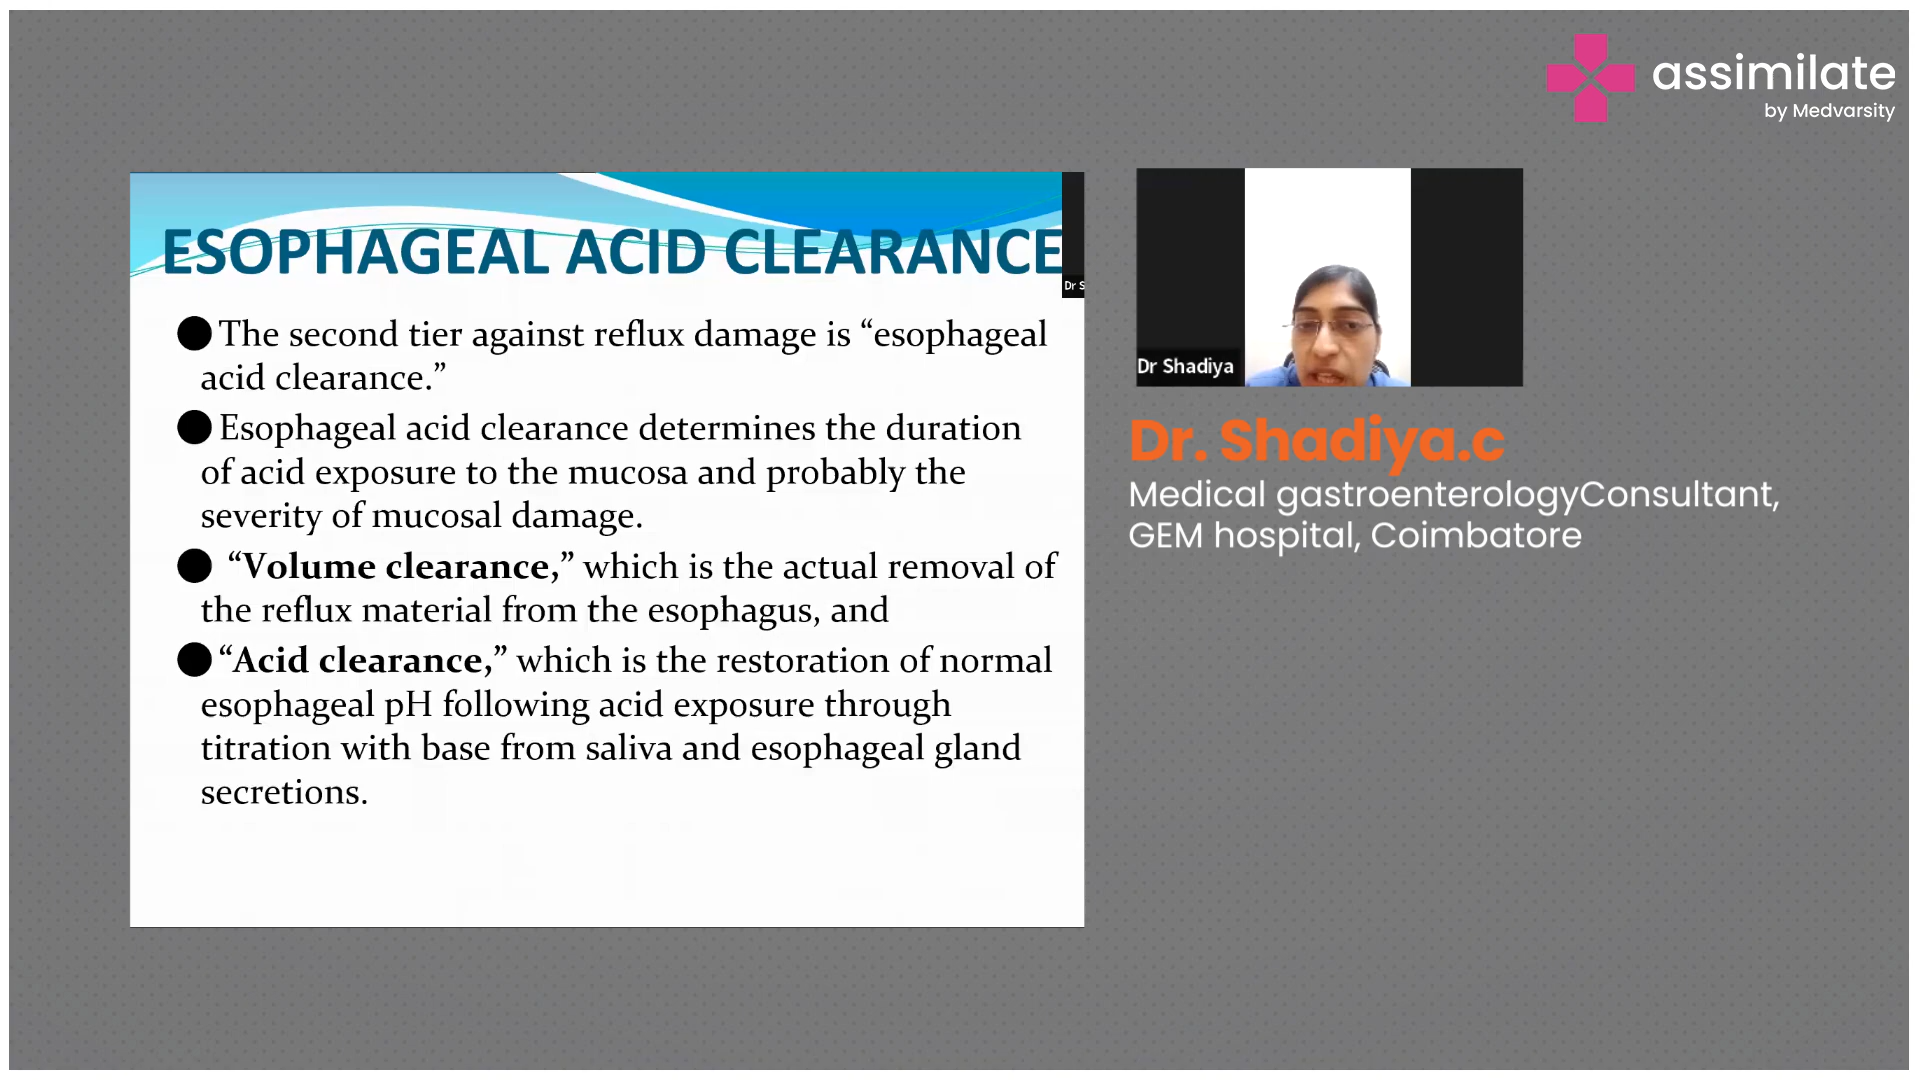 assimilate
by Medvarsity
ESOPHAGEAL ACID CLEARANCE
Dr S
●The second tier against reflux damage is “esophageal
acid clearance.”
●Esophageal acid clearance determines the duration
of acid exposure to the mucosa and probably the
severity of mucosal damage.
● “Volume clearance,” which is the actual removal of
the reflux material from the esophagus, and
●“Acid clearance,” which is the restoration of normal
esophageal pH following acid exposure through
titration with base from saliva and esophageal gland
secretions.
Dr Shadiya
Dr. Shadiya.c
Medical gastroenterologyConsultant,
GEM hospital, Coimbatore